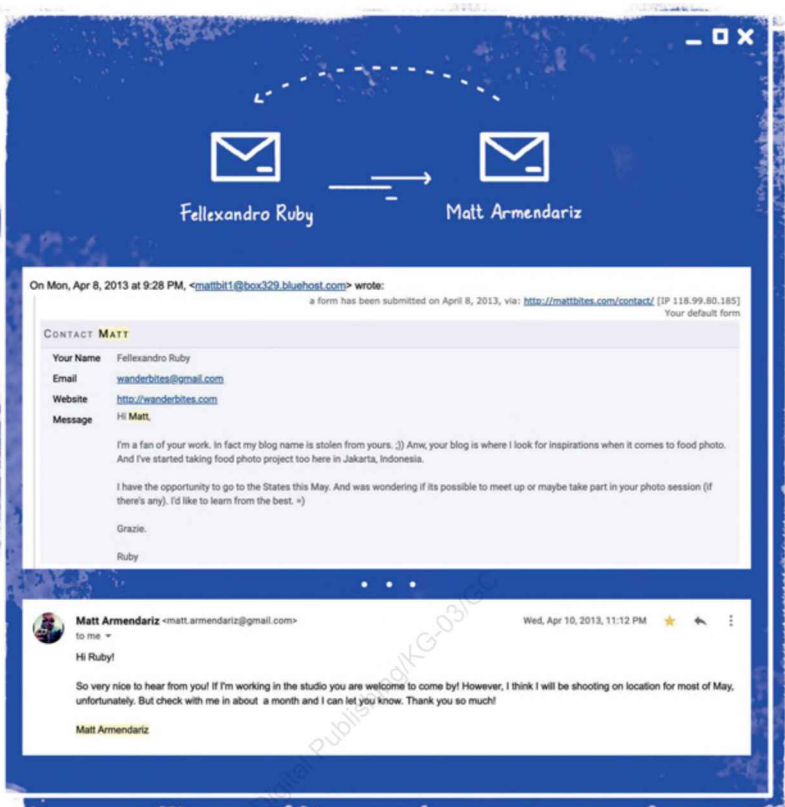 Fellexandro Ruby
Matt Armendariz
On Mon, Apr 8, 2013 at 9:28 PM, <mattbit1@box329.bluehost.com> wrote:
a form has been submitted on April 8, 2013, via: http://mattbites.com/contact/ [IP 118.99.80.185]
Your default form
CONTACT MATT
Your Name Fellexandro Ruby
Email wanderbites@gmail.com
Website http://wanderbites.com
Message Hi Matt,
I'm a fan of your work. In fact my blog name is stolen from yours. ;)) Anw, your blog is where I look for inspirations when it comes to food photo.
And I've started taking food photo project too here in Jakarta, Indonesia.
I have the opportunity to go to the States this May. And was wondering if its possible to meet up or maybe take part in your photo session (if
there's any). I'd like to learn from the best. =)
Grazie.
Ruby
Matt Armendariz <matt.armendariz@gmail.com> Wed, Apr 10, 2013, 11:12 PM
to me
Hi Ruby!
So very nice to hear from you! If I'm working in the studio you are welcome to come by! However, I think I will be shooting on location for most of May,
unfortunately. But check with me in about a month and I can let you know. Thank you so much!
Matt Armendariz
Digital Publishing/KG-03/GC